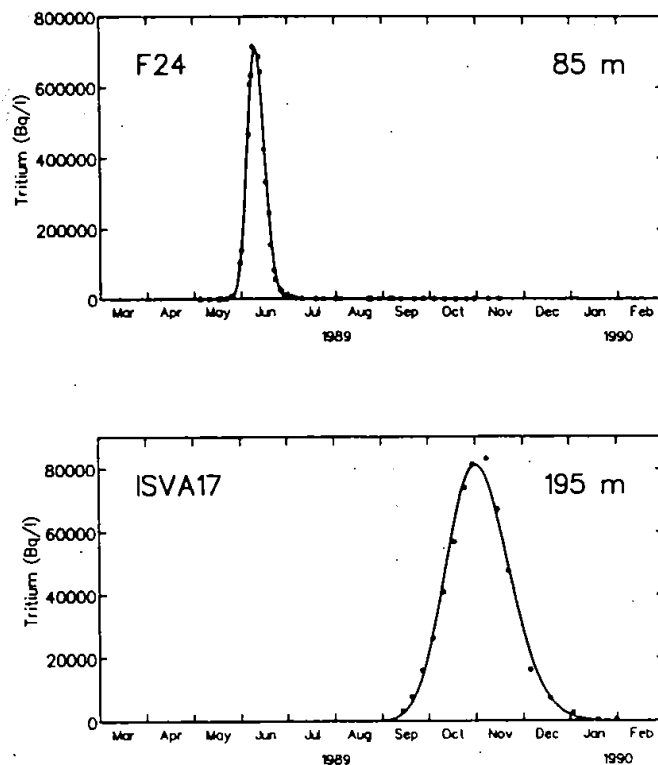 800000
F24
85 m
600000
400000
200000
0
Tritium (Bq/l)
Mar Apr May Jun Jul Aug Sep Oct Nov Dec Jan Feb
1989 1990
80000
ISVA17
195 m
60000
40000
20000
0
Tritium (Bq/l)
Mar Apr May Jun Jul Aug Sep Oct Nov Dec Jan Feb
1989 1990